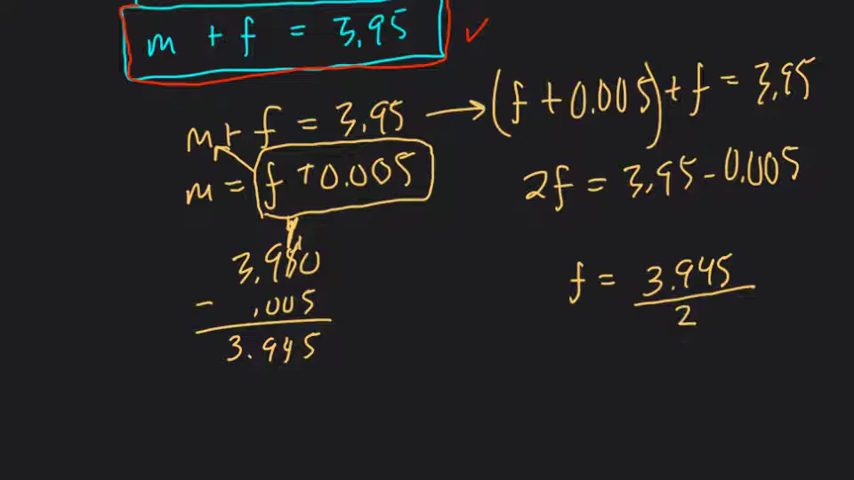 m + f = 3.95
m + f = 3.95 → (f + 0.005) + f = 3.95
m = f + 0.005
2f = 3.95 - 0.005
3.950
- .005
3.945
f = 3.945
2